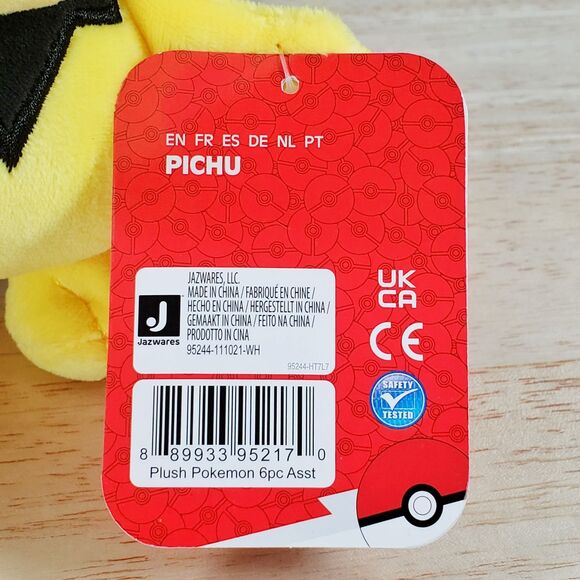 EN FR ES DE NL PT
PICHU
JAZWARES, LLC.
MADE IN CHINA / FABRIQUÉ EN CHINE /
HECHO EN CHINA / HERGESTELLT IN CHINA /
GEMAAKT IN CHINA / FEITO NA CHINA /
PRODOTTO IN CINA
95244-111021-WH
J
Jazwares
95244-HT7L7
UK
CA
CE
SAFETY
TESTED
8 89933 95217 0
Plush Pokemon 6pc Asst